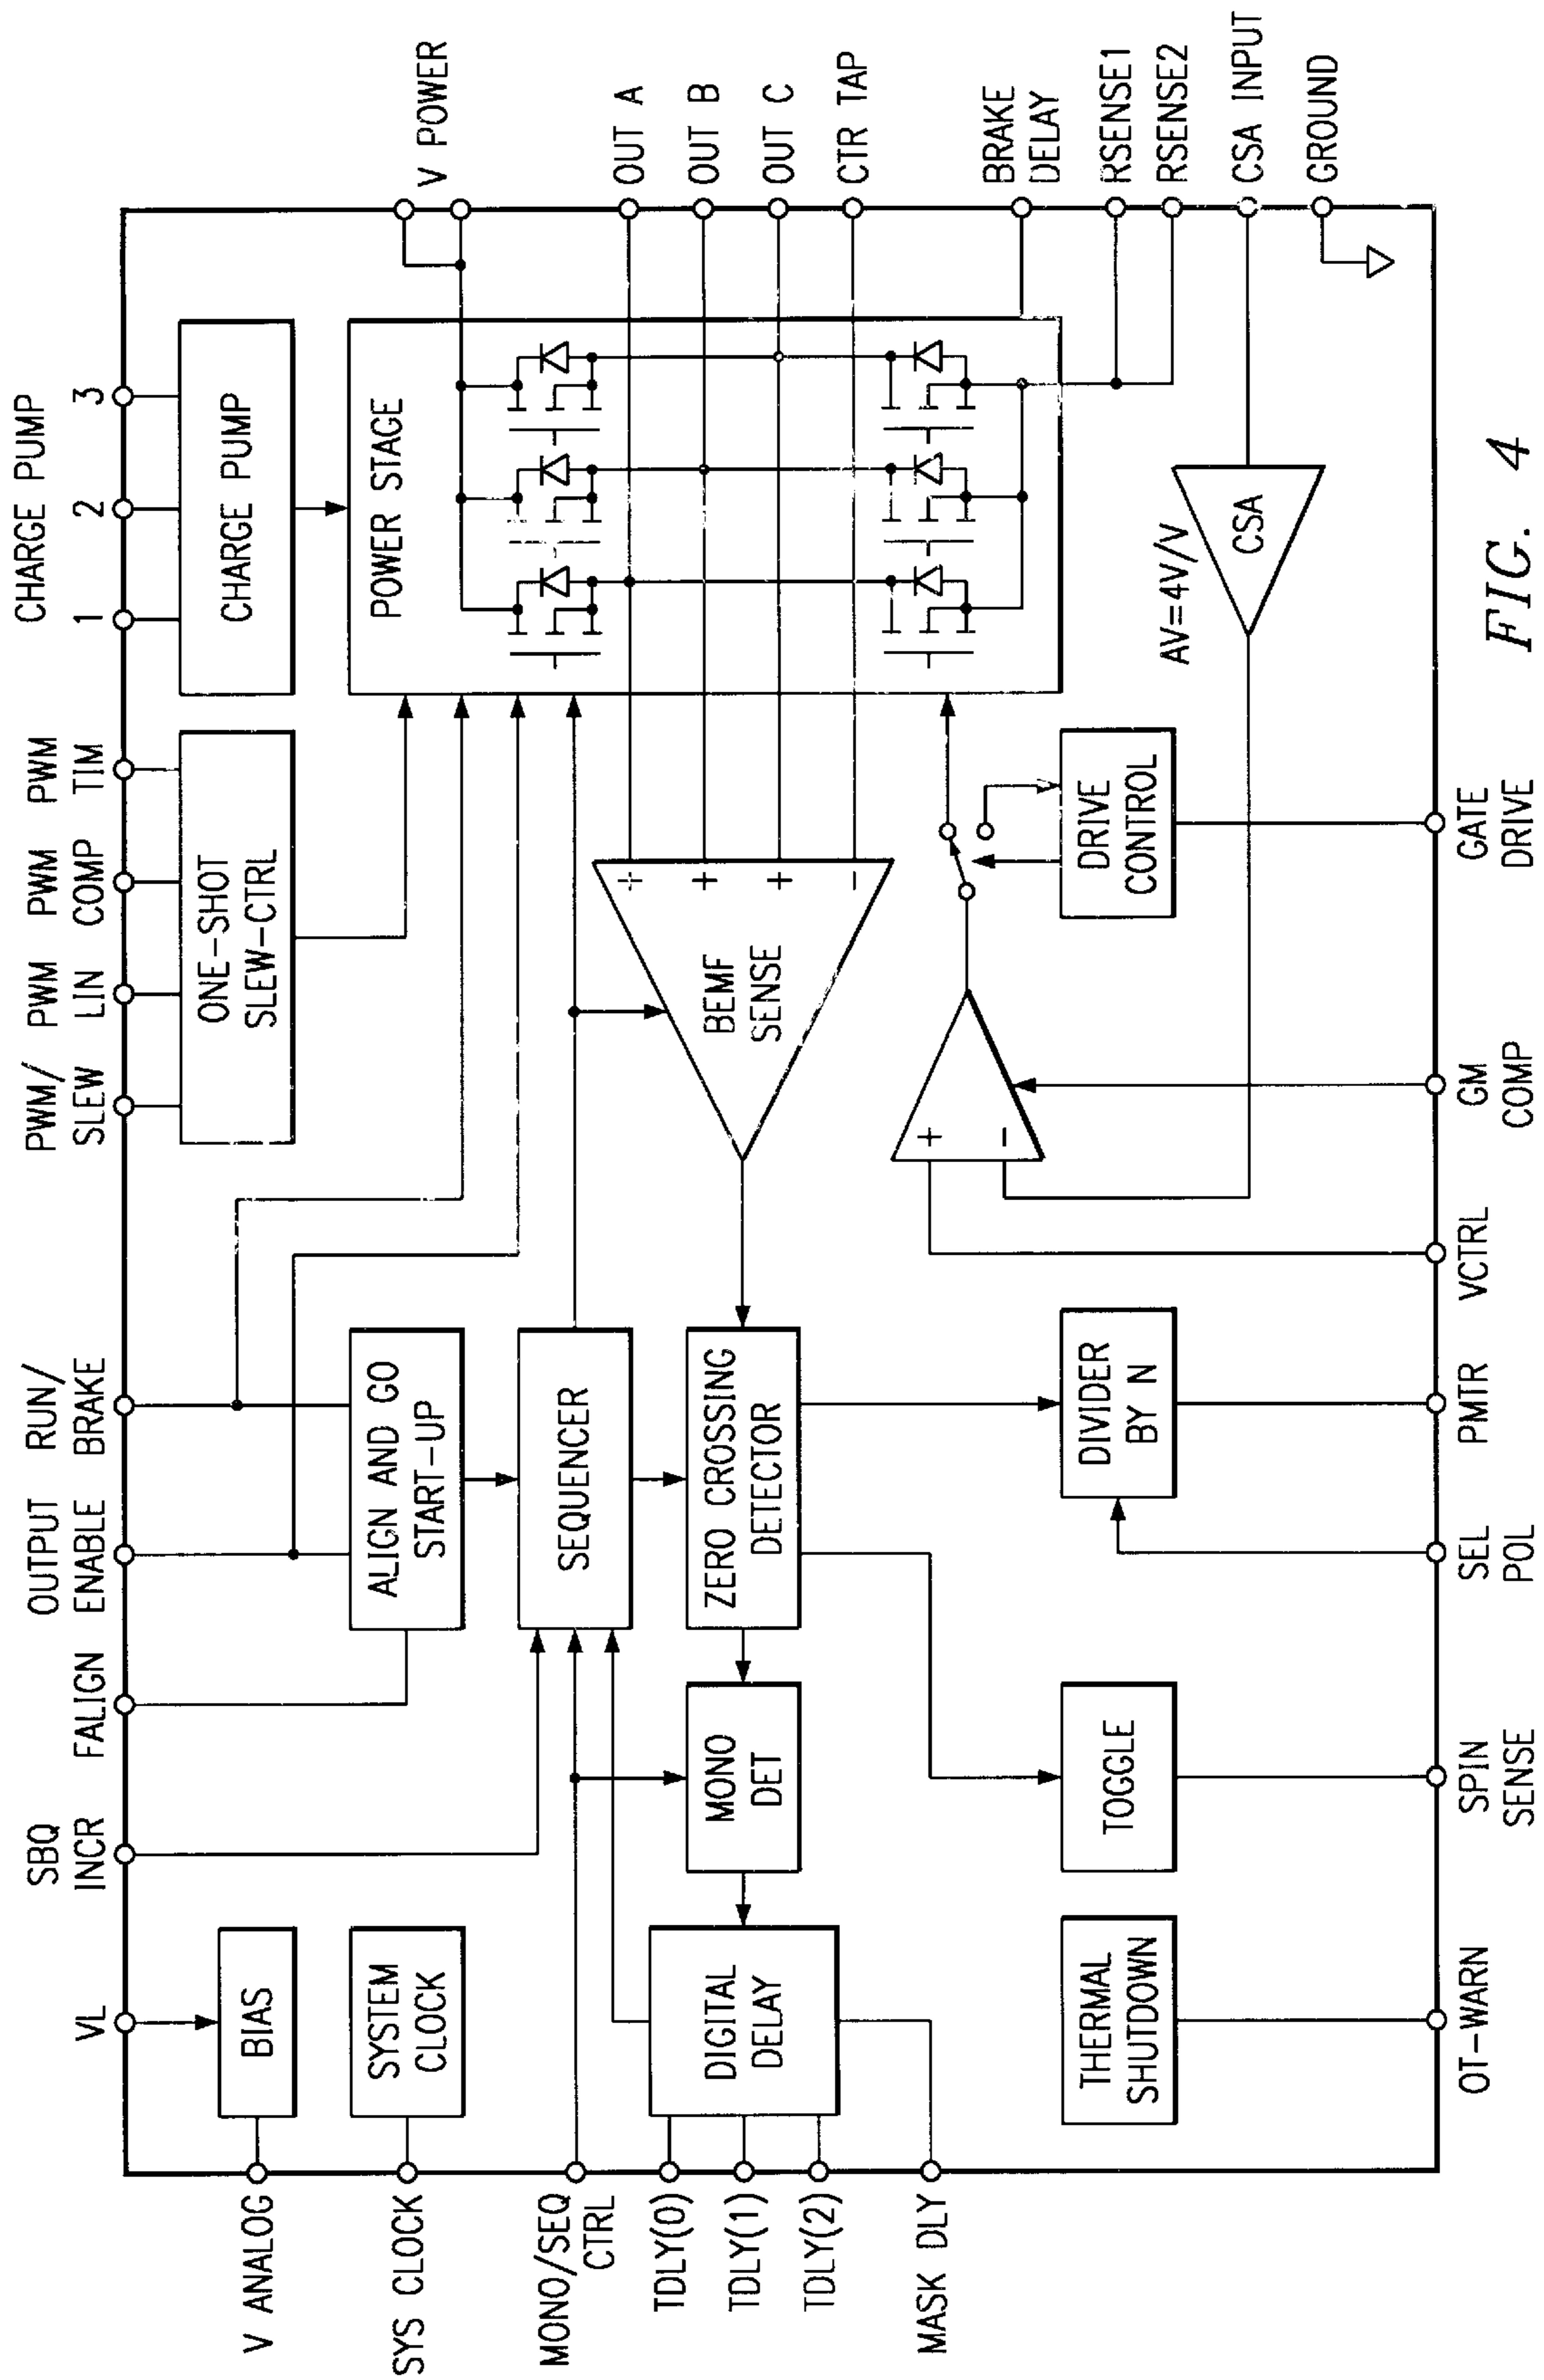 CHARGE PUMP
VL
SBQ
INCR
FALIGN
OUTPUT
ENABLE
RUN/
BRAKE
PWM/
SLEW
PWM
LIN
PWM
COMP
PWM
TIM
1
2
3
V ANALOG
BIAS
SYS CLOCK
SYSTEM
CLOCK
ALIGN AND GO
START-UP
ONE-SHOT
SLEW-CTRL
CHARGE PUMP
V POWER
POWER STAGE
MONO/SEQ
CTRL
SEQUENCER
OUT A
OUT B
OUT C
CTR TAP
TDLY(0)
TDLY(1)
TDLY(2)
DIGITAL
DELAY
MONO
DET
ZERO CROSSING
DETECTOR
BEMF
SENSE
+
+
+
-
MASK DLY
BRAKE
DELAY
+
-
RSENSE1
RSENSE2
THERMAL
SHUTDOWN
TOGGLE
DIVIDER
BY N
DRIVE
CONTROL
AV=4V/V
CSA
CSA INPUT
GROUND
OT-WARN
SPIN
SENSE
SEL
POL
PMTR
VCTRL
GM
COMP
GATE
DRIVE
FIG. 4